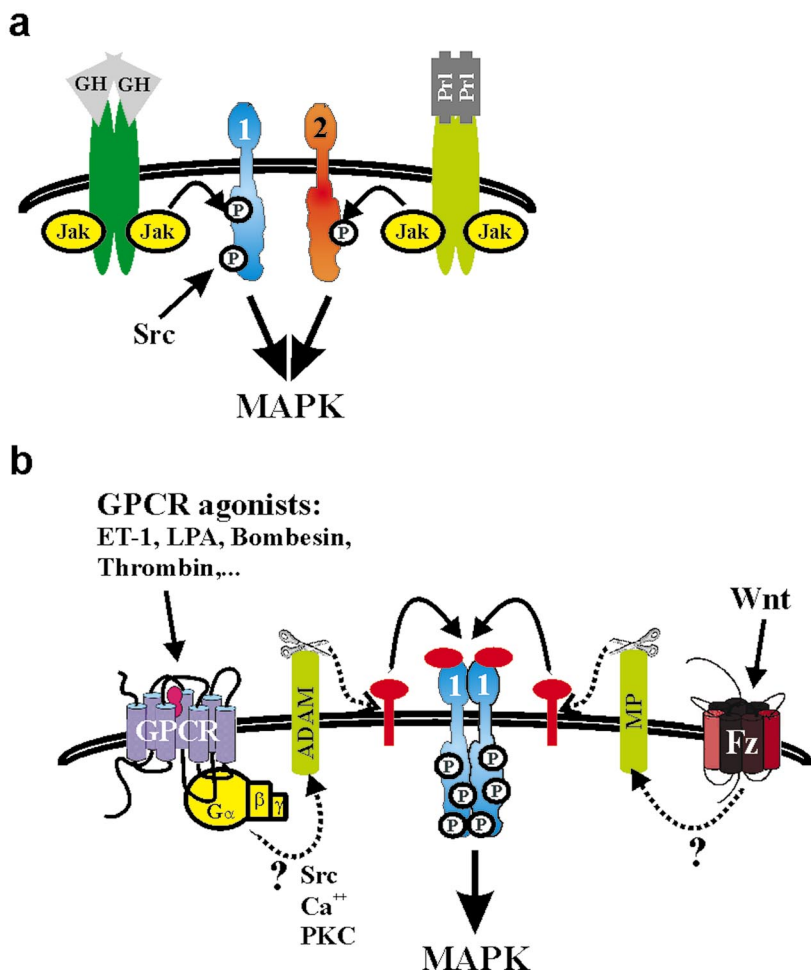 a
GH GH
Prl Prl
1 2
P P
Jak Jak Jak Jak
P
Src
MAPK
b
GPCR agonists:
ET-1, LPA, Bombesin,
Thrombin,...
Wnt
1 1
GPCR ADAM MP Fz
P P
P P
P P
Gα β γ
? ?
Src
Ca⁺⁺
PKC
MAPK